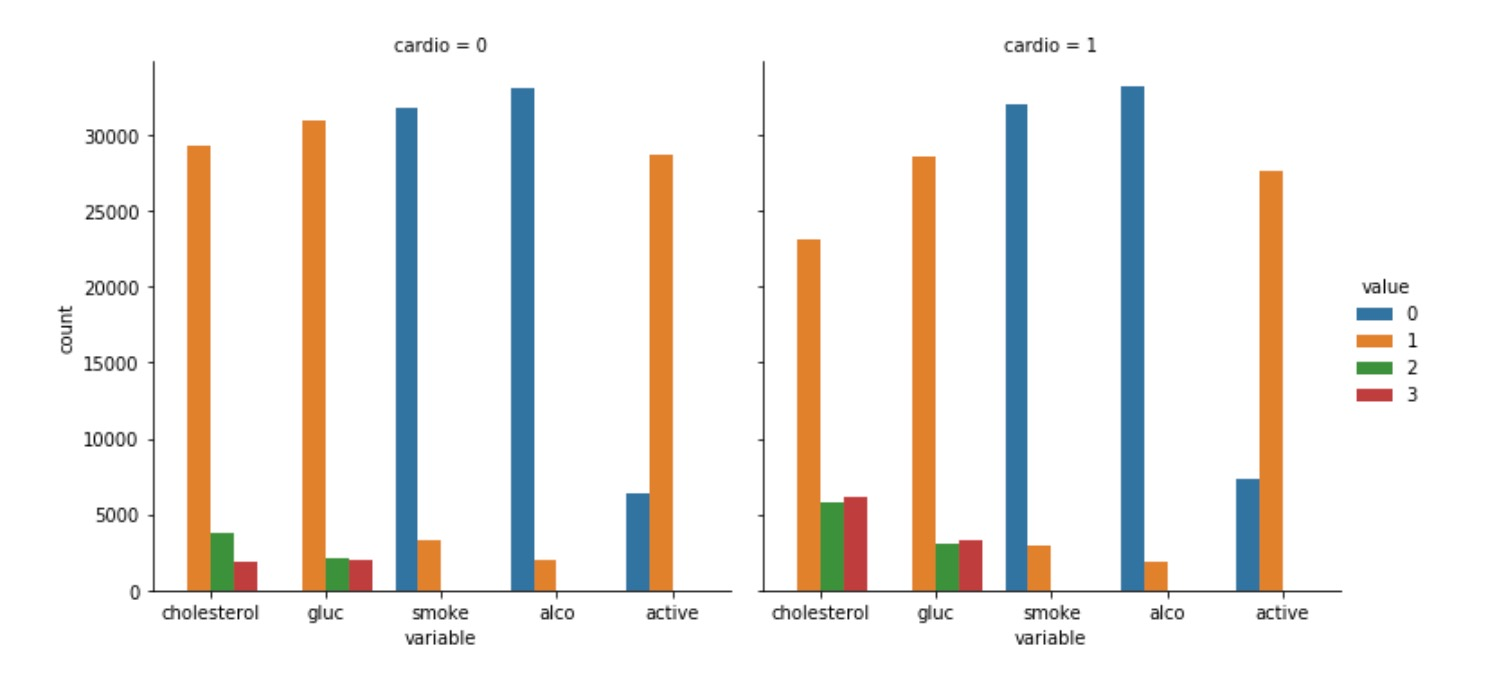 cardio = 0
cardio = 1
30000
25000
20000
15000
10000
5000
0
count
cholesterol gluc smoke alco active
variable
cholesterol gluc smoke alco active
variable
value
0
1
2
3